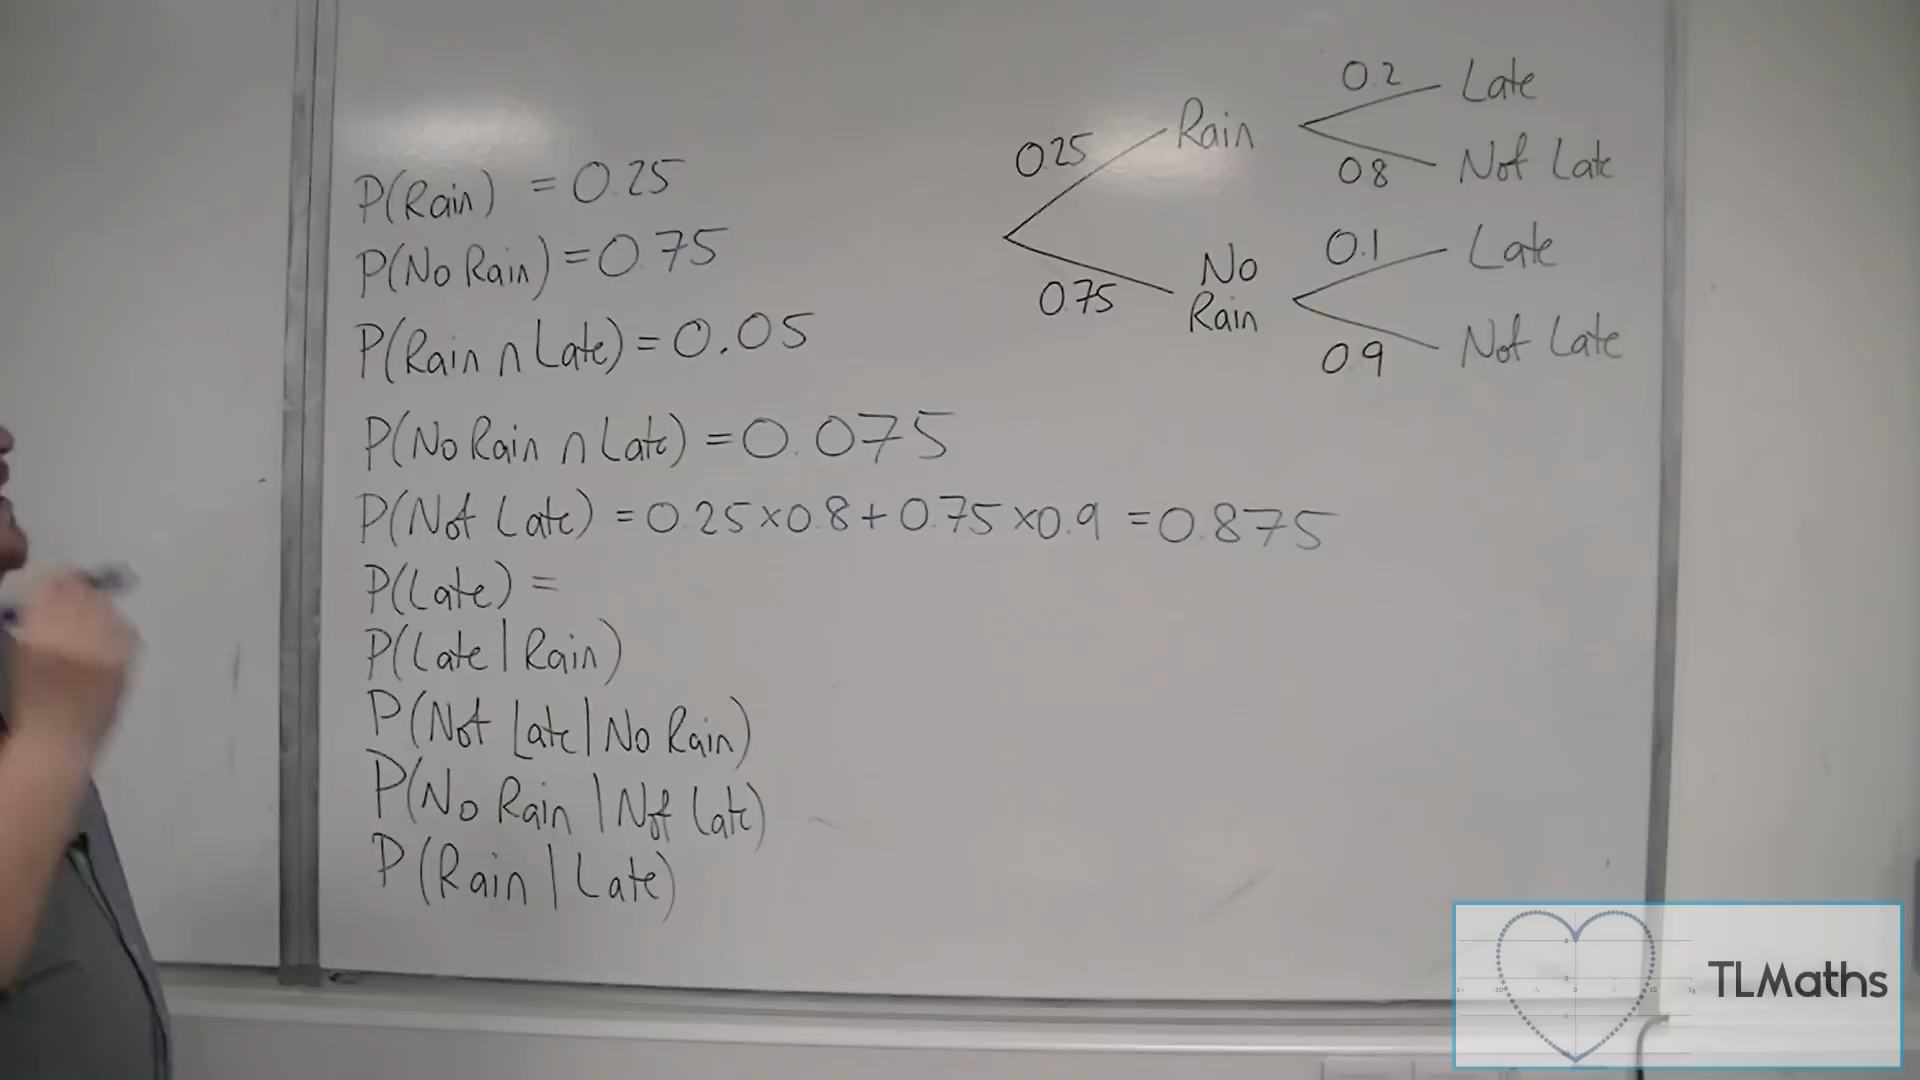 P(Rain) = 0.25
P(No Rain) = 0.75
P(Rain ∩ Late) = 0.05
P(No Rain ∩ Late) = 0.075
P(Not Late) = 0.25×0.8 + 0.75×0.9 = 0.875
P(Late) =
P(Late | Rain)
P(Not Late | No Rain)
P(No Rain | Not Late)
P(Rain | Late)
0.25
Rain
0.2
Late
0.8
Not Late
0.75
No
Rain
0.1
Late
0.9
Not Late
TLMaths